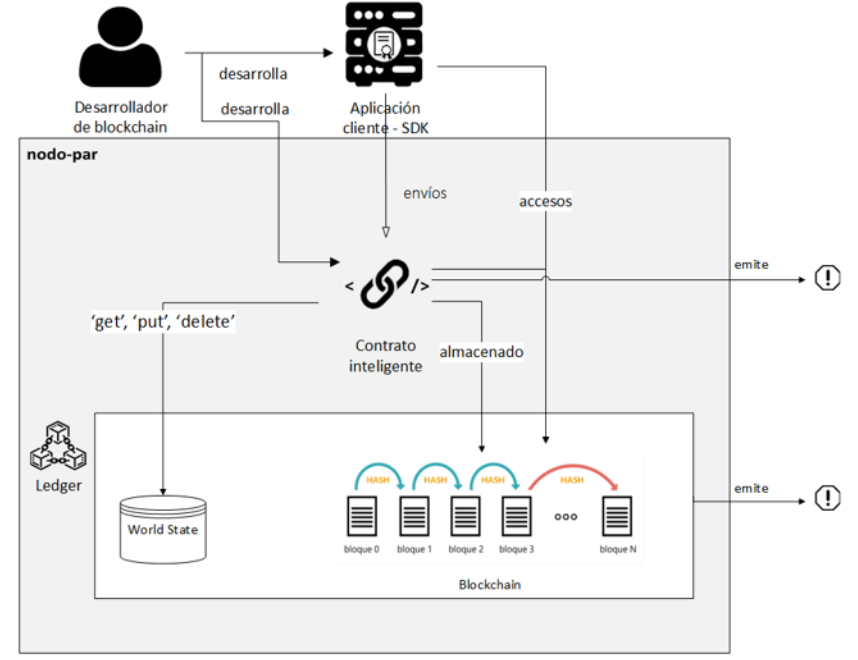 desarrolla
Desarrollador
de blockchain
desarrolla
Aplicación
cliente - SDK
nodo-par
envíos
accesos
emite
< />
'get', 'put', 'delete'
Contrato
inteligente
almacenado
Ledger
World State
HASH HASH HASH HASH
bloque 0 bloque 1 bloque 2 bloque 3 ooo bloque N
Blockchain
emite